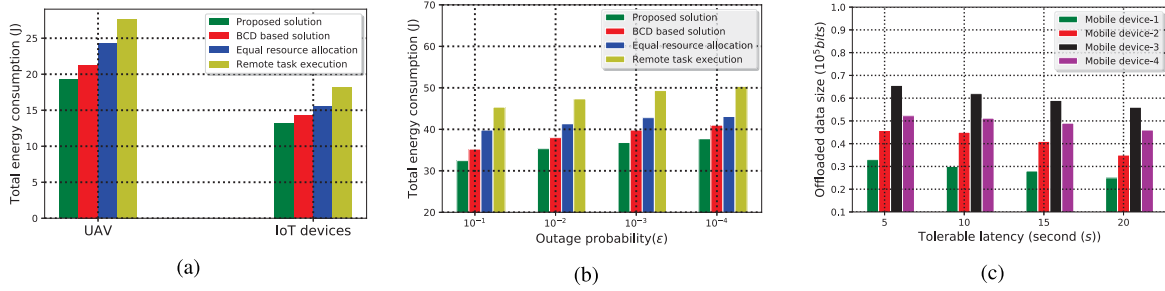 Total energy consumption (J)
25
20
15
10
5
0
Proposed solution
BCD based solution
Equal resource allocation
Remote task execution
UAV
IoT devices
(a)
Total energy consumption (J)
70
60
50
40
30
20
Proposed solution
BCD based solution
Equal resource allocation
Remote task execution
10⁻¹
10⁻²
10⁻³
10⁻⁴
Outage probability(ε)
(b)
Offloaded data size (10⁵bits)
1.0
0.9
0.8
0.7
0.6
0.5
0.4
0.3
0.2
0.1
Mobile device-1
Mobile device-2
Mobile device-3
Mobile device-4
5
10
15
20
Tolerable latency (second (s))
(c)